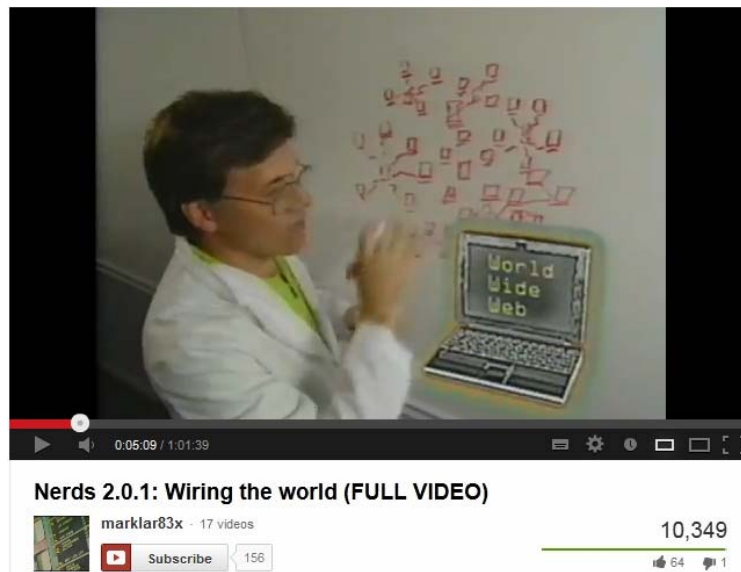 World
Wide
Web
0:05:09 / 1:01:39
Nerds 2.0.1: Wiring the world (FULL VIDEO)
marklar83x · 17 videos
10,349
Subscribe 156
64 1